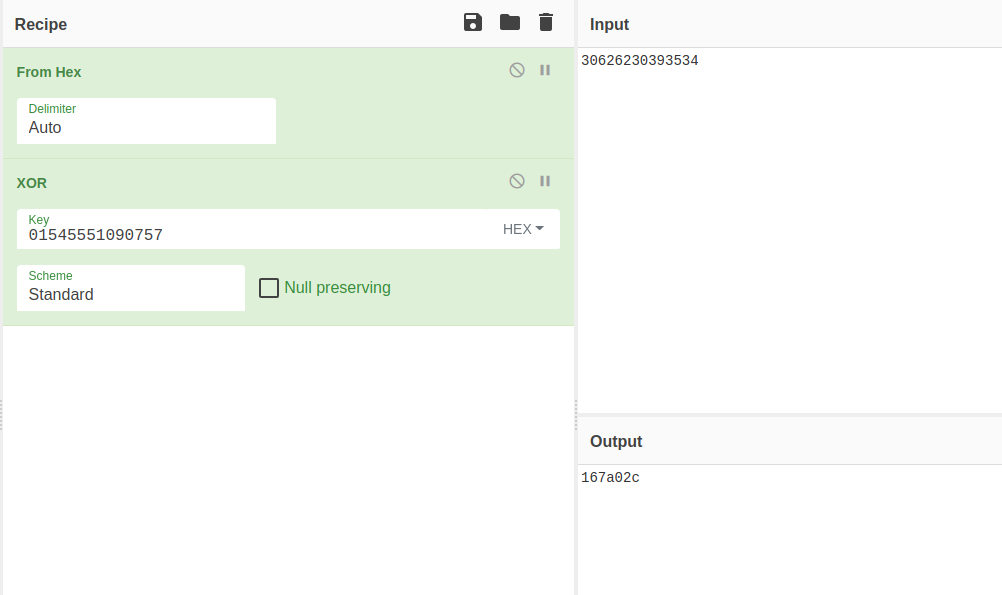 Recipe
From Hex
Delimiter
Auto
XOR
Key
01545551090757
HEX
Scheme
Standard
Null preserving
Input
30626230393534
Output
167a02c